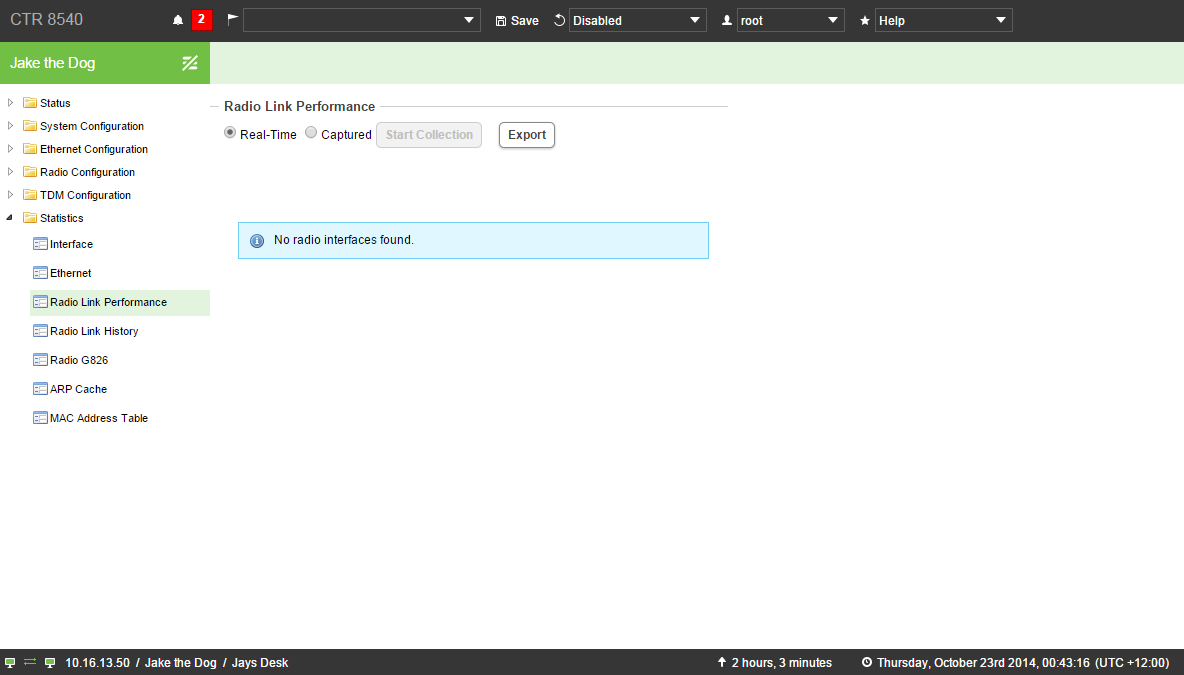 CTR 8540 2 Save Disabled root Help
Jake the Dog
Status
System Configuration
Ethernet Configuration
Radio Configuration
TDM Configuration
Statistics
Interface
Ethernet
Radio Link Performance
Radio Link History
Radio G826
ARP Cache
MAC Address Table
Radio Link Performance
Real-Time Captured Start Collection Export
No radio interfaces found.
10.16.13.50 / Jake the Dog / Jays Desk 2 hours, 3 minutes Thursday, October 23rd 2014, 00:43:16 (UTC +12:00)